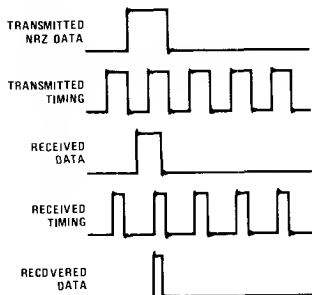 TRANSMITTED
NRZ DATA
TRANSMITTED
TIMING
RECEIVED
DATA
RECEIVED
TIMING
RECOVERED
DATA